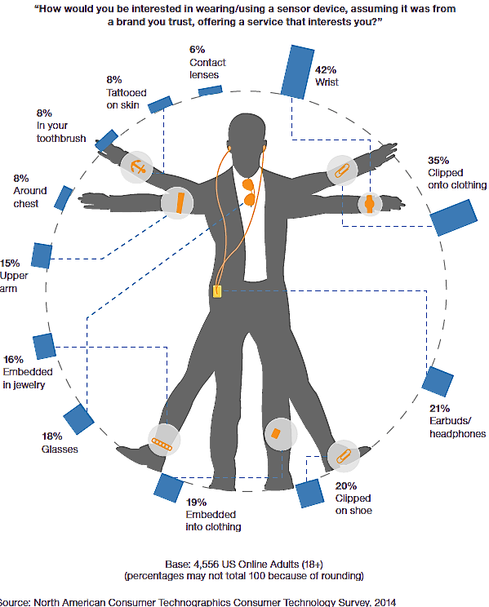 “How would you be interested in wearing/using a sensor device, assuming it was from
a brand you trust, offering a service that interests you?”
6%
Contact
lenses
42%
Wrist
8%
Tattooed
on skin
8%
In your
toothbrush
35%
Clipped
onto clothing
8%
Around
chest
15%
Upper
arm
16%
Embedded
in jewelry
21%
Earbuds/
headphones
18%
Glasses
20%
Clipped
on shoe
19%
Embedded
into clothing
Base: 4,556 US Online Adults (18+)
(percentages may not total 100 because of rounding)
Source: North American Consumer Technographics Consumer Technology Survey, 2014